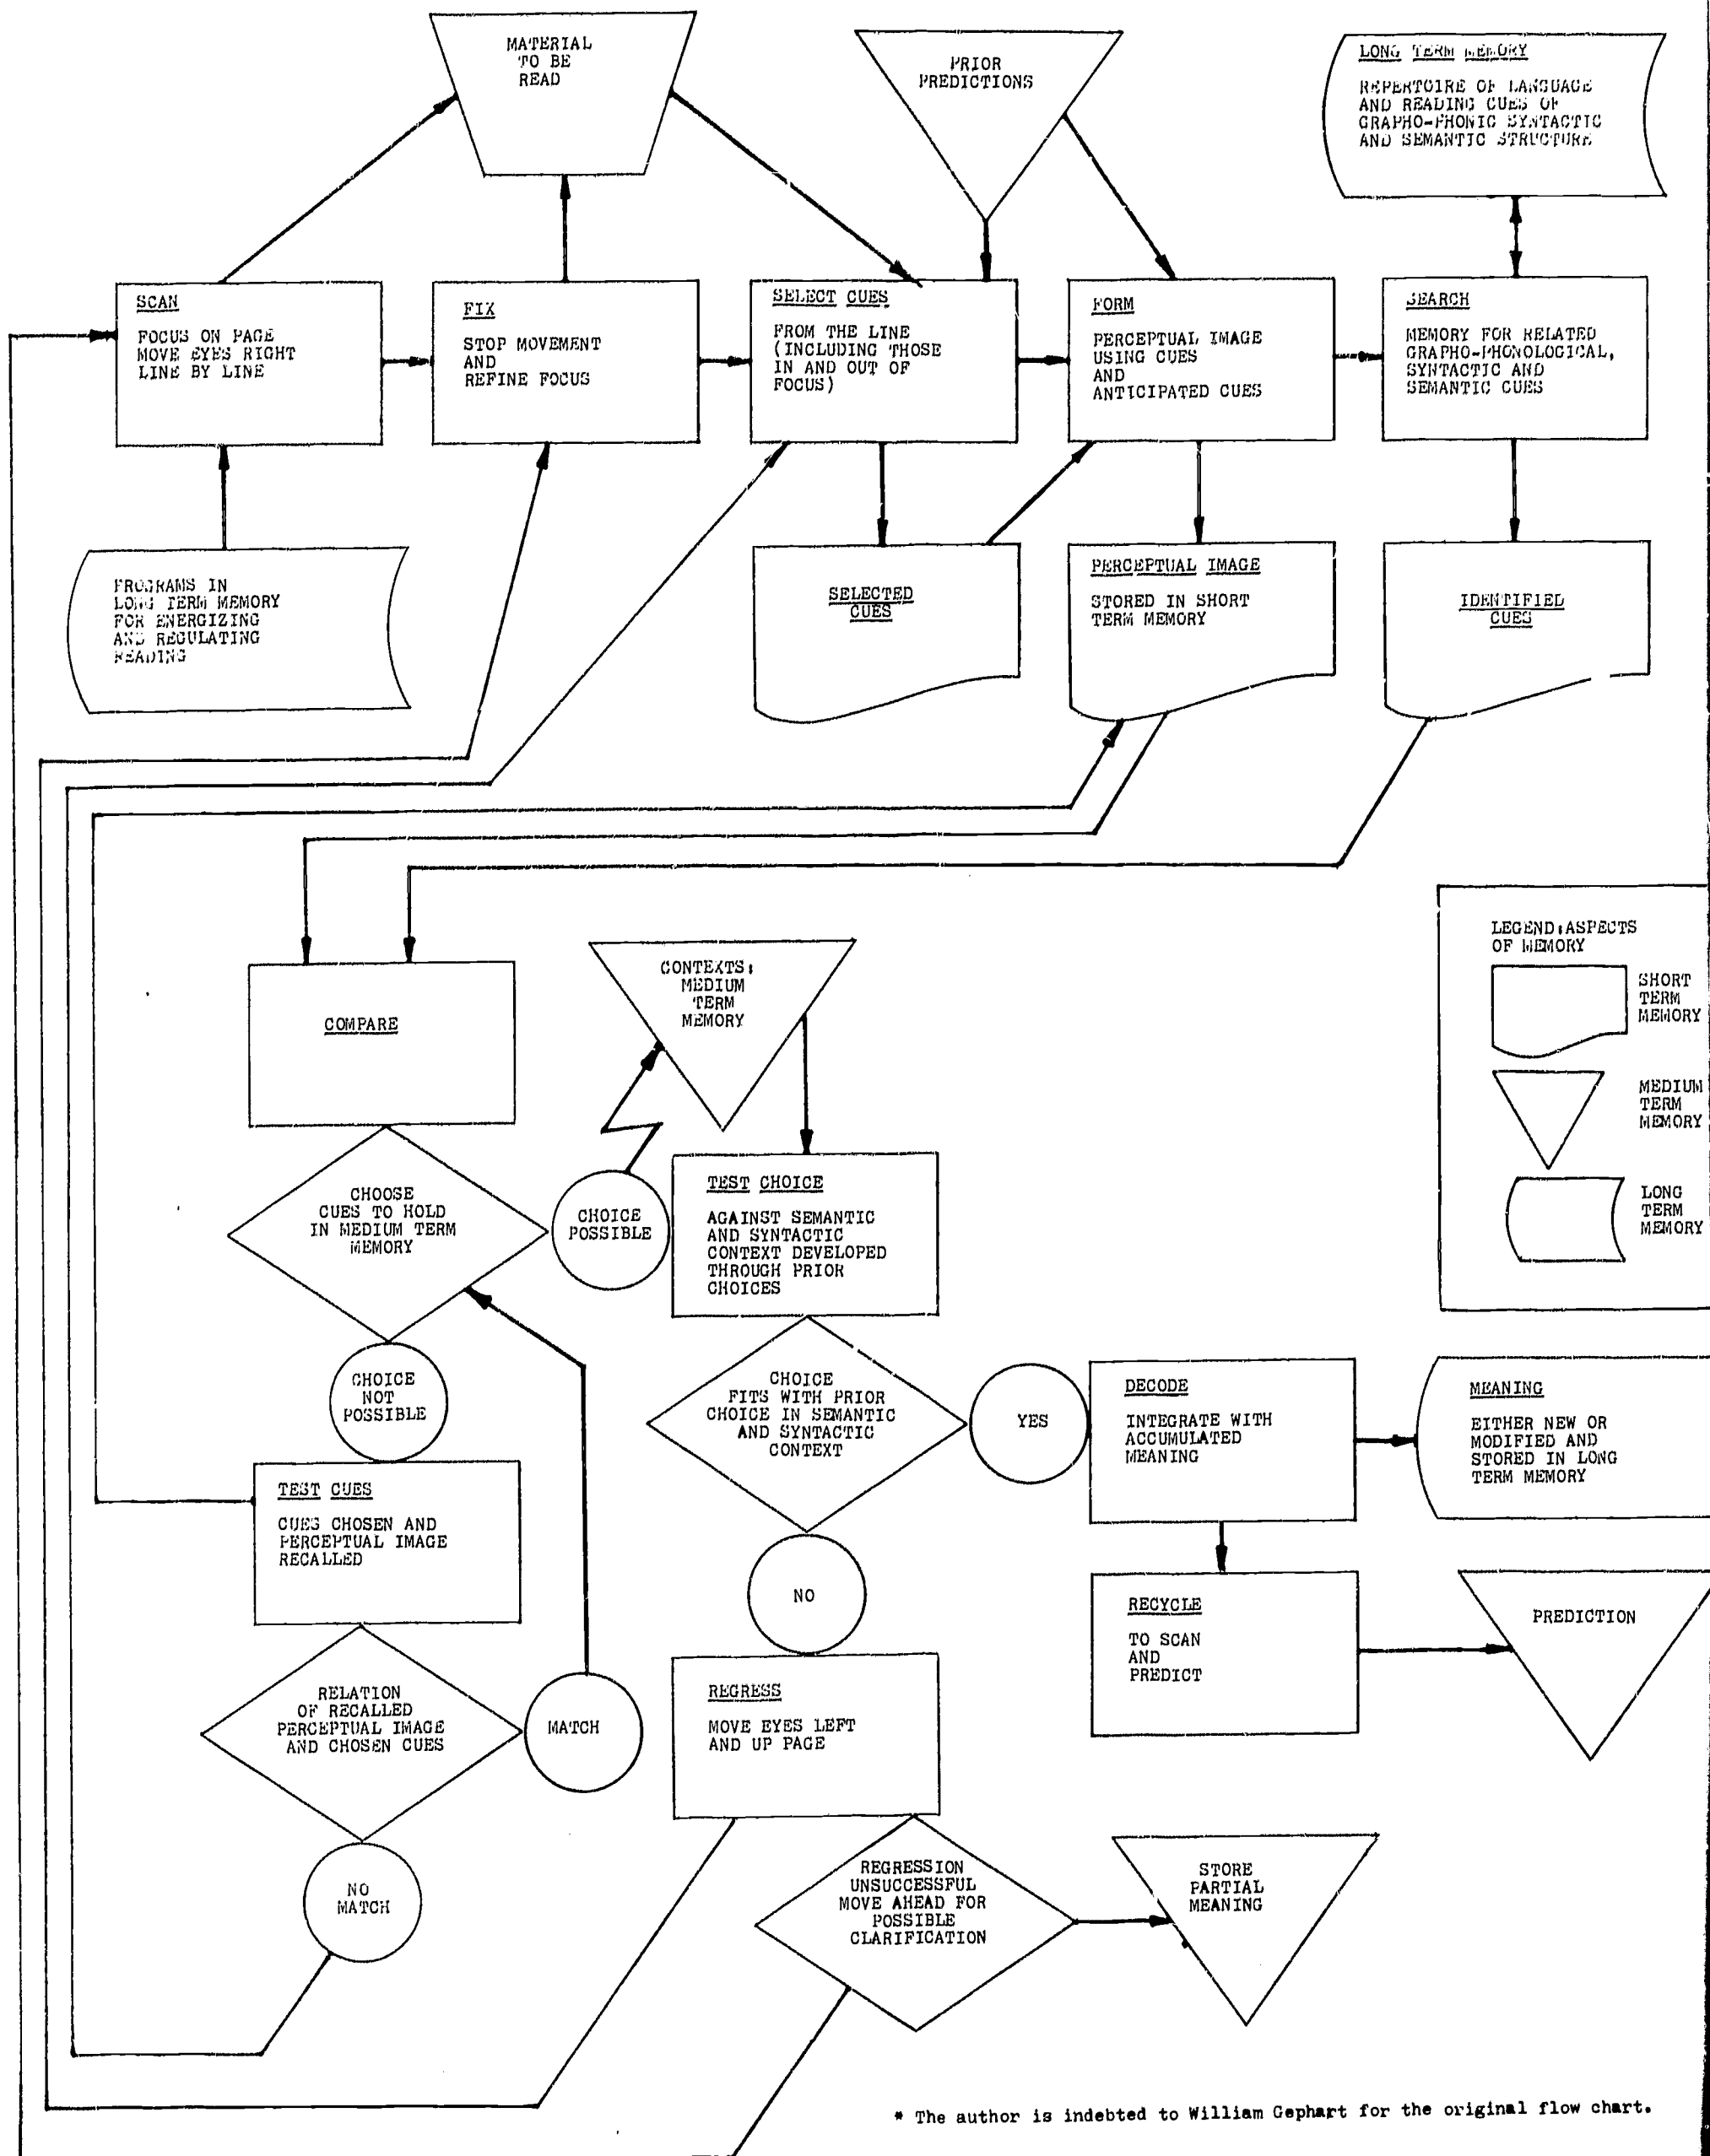 MATERIAL
TO BE
READ
PRIOR
PREDICTIONS
LONG TERM MEMORY
REPERTOIRE OF LANGUAGE
AND READING CUES OF
GRAPHO-PHONIC SYNTACTIC
AND SEMANTIC STRUCTURE
SCAN
FOCUS ON PAGE
MOVE EYES RIGHT
LINE BY LINE
FIX
STOP MOVEMENT
AND
REFINE FOCUS
SELECT CUES
FROM THE LINE
(INCLUDING THOSE
IN AND OUT OF
FOCUS)
FORM
PERCEPTUAL IMAGE
USING CUES
AND
ANTICIPATED CUES
SEARCH
MEMORY FOR RELATED
GRAPHO-PHONOLOGICAL,
SYNTACTIC AND
SEMANTIC CUES
PROGRAMS IN
LONG TERM MEMORY
FOR ENERGIZING
AND REGULATING
READING
SELECTED
CUES
PERCEPTUAL IMAGE
STORED IN SHORT
TERM MEMORY
IDENTIFIED
CUES
COMPARE
CONTEXTS:
MEDIUM
TERM
MEMORY
LEGEND:ASPECTS
OF MEMORY
SHORT
TERM
MEMORY
MEDIUM
TERM
MEMORY
LONG
TERM
MEMORY
CHOOSE
CUES TO HOLD
IN MEDIUM TERM
MEMORY
CHOICE
POSSIBLE
TEST CHOICE
AGAINST SEMANTIC
AND SYNTACTIC
CONTEXT DEVELOPED
THROUGH PRIOR
CHOICES
CHOICE
NOT
POSSIBLE
CHOICE
FITS WITH PRIOR
CHOICE IN SEMANTIC
AND SYNTACTIC
CONTEXT
YES
DECODE
INTEGRATE WITH
ACCUMULATED
MEANING
MEANING
EITHER NEW OR
MODIFIED AND
STORED IN LONG
TERM MEMORY
TEST CUES
CUES CHOSEN AND
PERCEPTUAL IMAGE
RECALLED
NO
RECYCLE
TO SCAN
AND
PREDICT
PREDICTION
RELATION
OF RECALLED
PERCEPTUAL IMAGE
AND CHOSEN CUES
MATCH
REGRESS
MOVE EYES LEFT
AND UP PAGE
NO
MATCH
REGRESSION
UNSUCCESSFUL
MOVE AHEAD FOR
POSSIBLE
CLARIFICATION
STORE
PARTIAL
MEANING
* The author is indebted to William Gephart for the original flow chart.